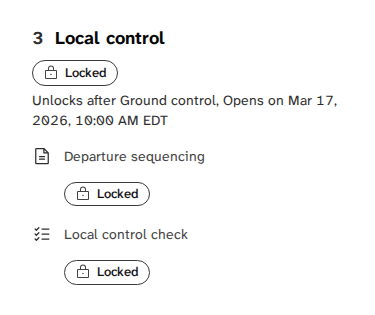 3 Local control
Locked
Unlocks after Ground control, Opens on Mar 17,
2026, 10:00 AM EDT
Departure sequencing
Locked
Local control check
Locked